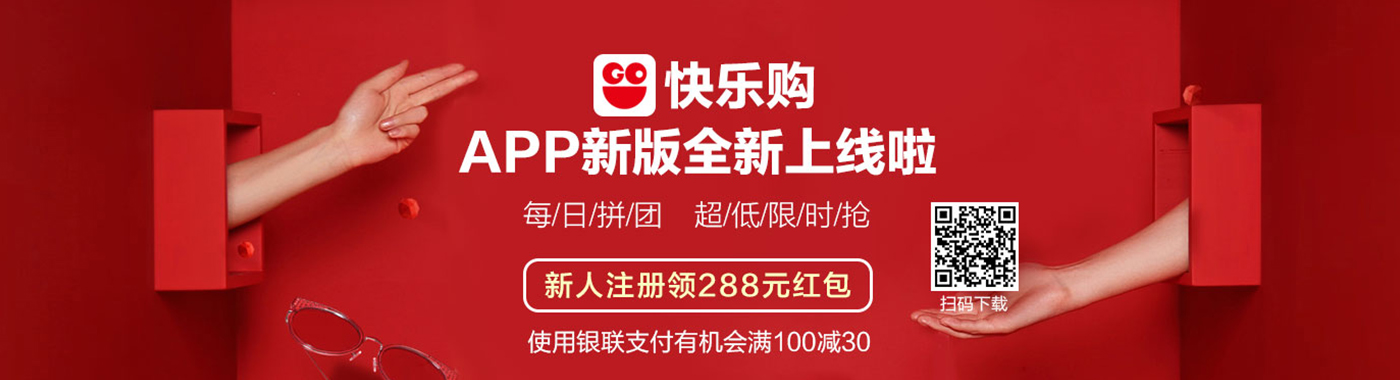 GO
快乐购
APP新版全新上线啦
每/日/拼/团 超/低/限/时/抢
新人注册领288元红包
扫码下载
使用银联支付有机会满100减30